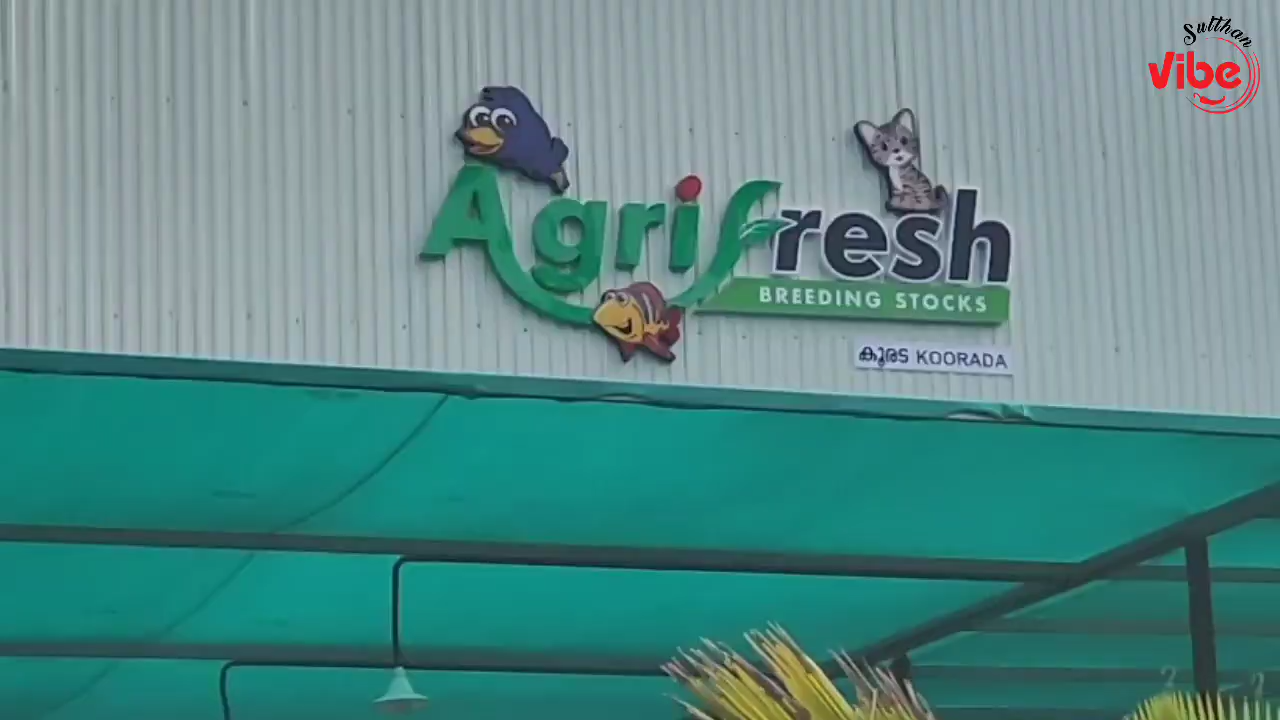 Sulthan
Vibe
Agrifresh
BREEDING STOCKS
കൂരട KOORADA